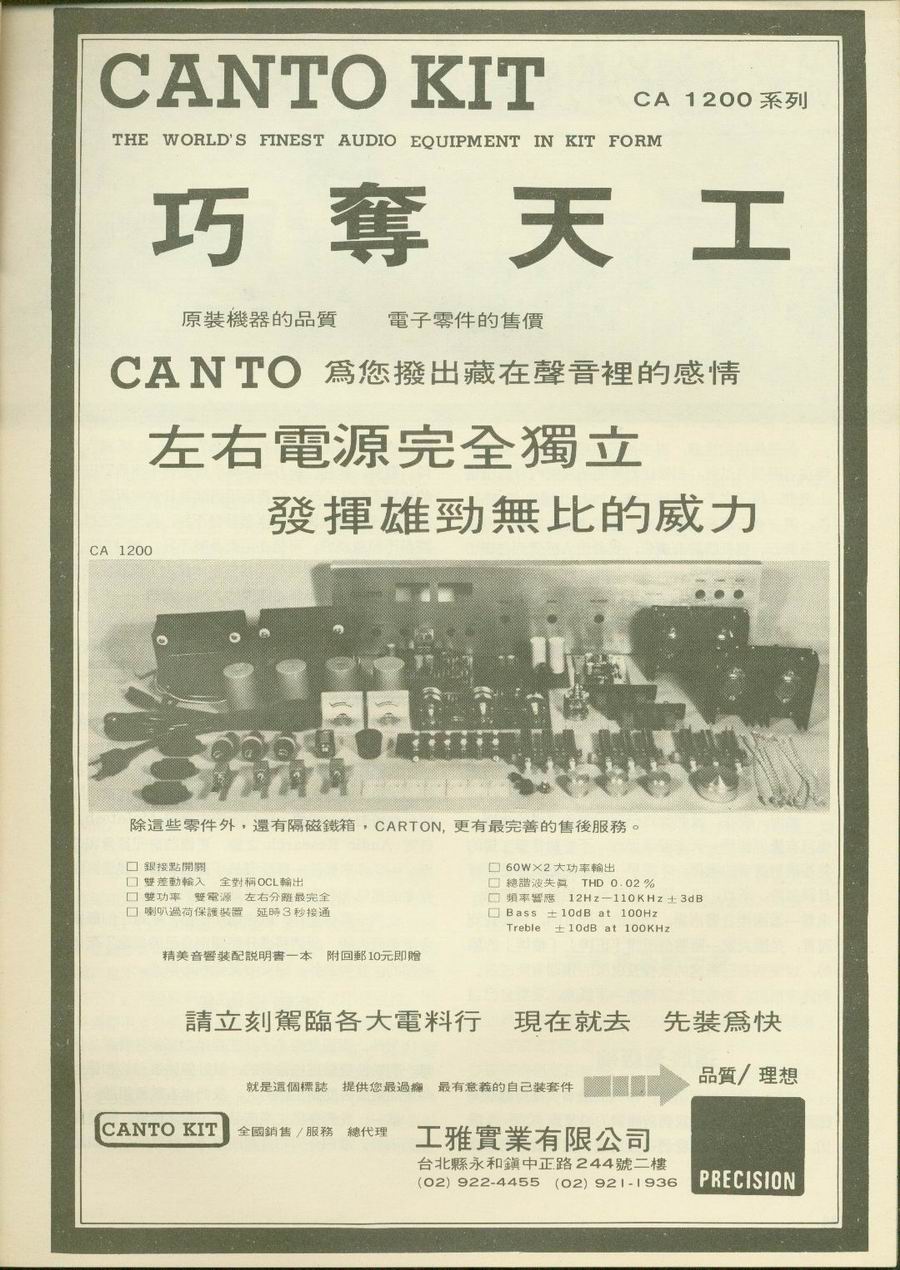 CANTO KIT
CA 1200 系列
THE WORLD'S FINEST AUDIO EQUIPMENT IN KIT FORM
巧奪天工
原裝機器的品質 電子零件的售價
CANTO 爲您撥出藏在聲音裡的感情
左右電源完全獨立
發揮雄勁無比的威力
CA 1200
除這些零件外，還有隔磁鐵箱，CARTON, 更有最完善的售後服務。
□ 銀接點開關
□ 雙差動輸入 全對稱OCL輸出
□ 雙功率 雙電源 左右分離最完全
□ 喇叭過荷保護裝置 延時3秒接通
□ 60W×2大功率輸出
□ 總諧波失眞 THD 0.02%
□ 頻率響應 12Hz－110KHz±3dB
□ Bass ±10dB at 100Hz
Treble ±10dB at 100KHz
精美音響裝配説明書一本 附回郵10元即贈
請立刻駕臨各大電料行 現在就去 先裝爲快
就是這個標誌 提供您最過癮 最有意義的自己裝套件
品質/理想
CANTO KIT
全國銷售/服務 總代理
工雅實業有限公司
台北縣永和鎭中正路244號二樓
(02) 922-4455 (02) 921-1936
PRECISION